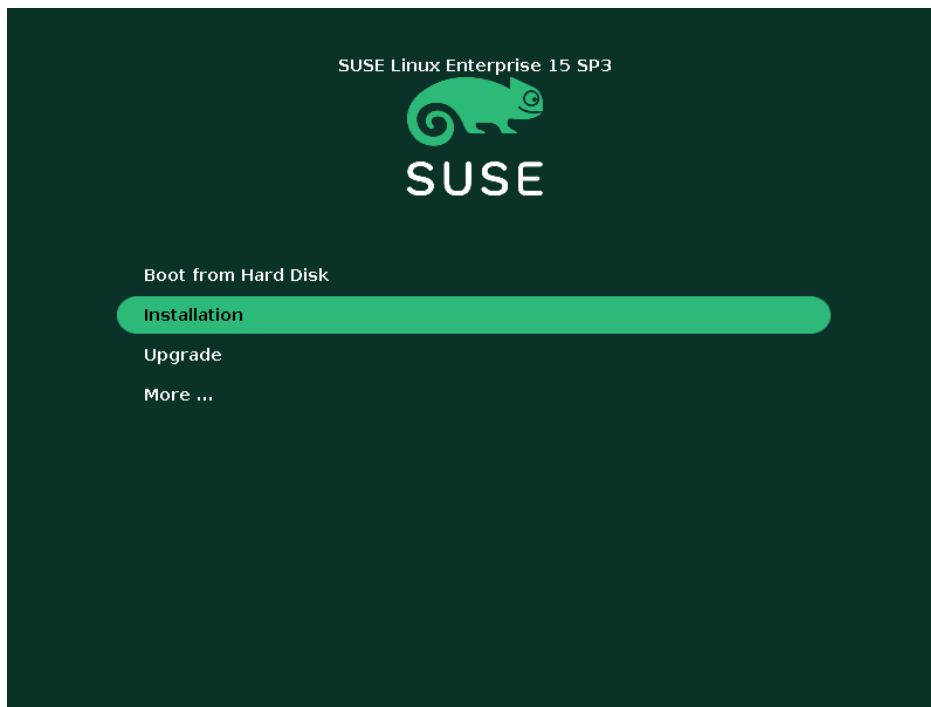 SUSE Linux Enterprise 15 SP3
SUSE
Boot from Hard Disk
Installation
Upgrade
More ...